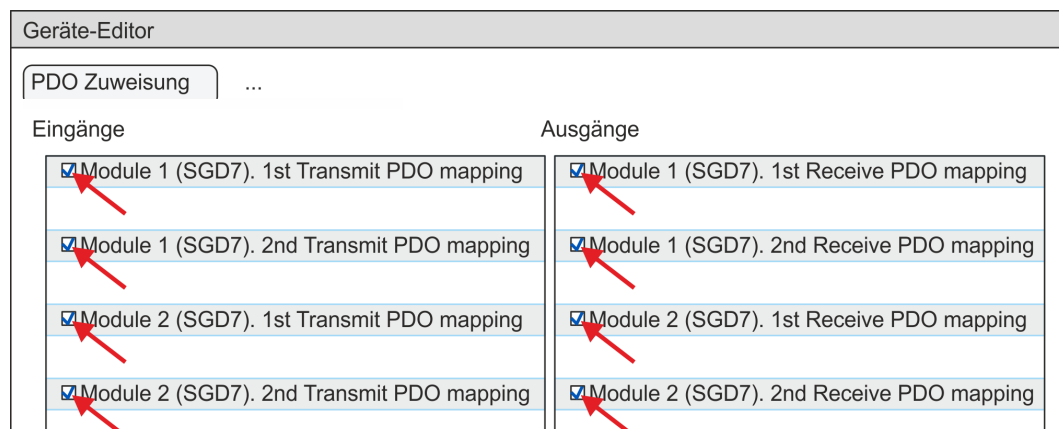 Geräte-Editor
PDO Zuweisung ...
Eingänge
Module 1 (SGD7). 1st Transmit PDO mapping
Module 1 (SGD7). 2nd Transmit PDO mapping
Module 2 (SGD7). 1st Transmit PDO mapping
Module 2 (SGD7). 2nd Transmit PDO mapping
Ausgänge
Module 1 (SGD7). 1st Receive PDO mapping
Module 1 (SGD7). 2nd Receive PDO mapping
Module 2 (SGD7). 1st Receive PDO mapping
Module 2 (SGD7). 2nd Receive PDO mapping